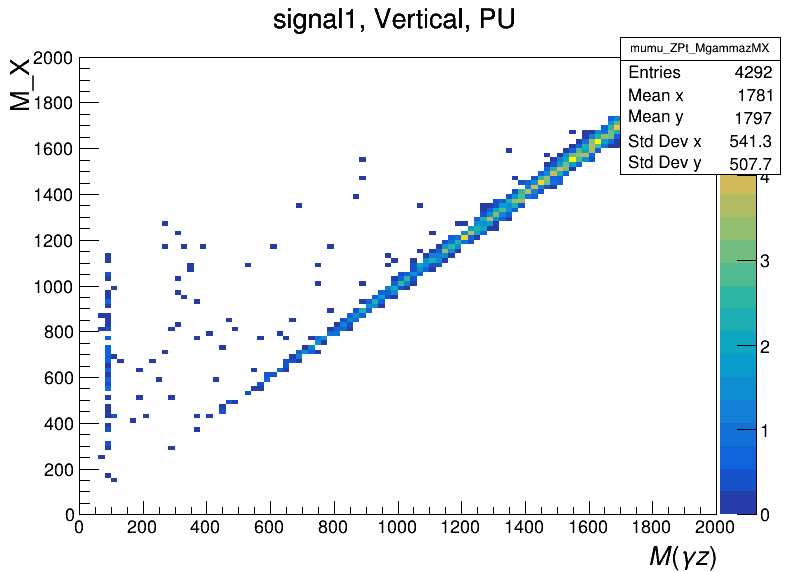 signal1, Vertical, PU
mumu_ZPt_MgammazMX
Entries 4292
Mean x 1781
Mean y 1797
Std Dev x 541.3
Std Dev y 507.7
M_X
2000
1800
1600
1400
1200
1000
800
600
400
200
0
4
3
2
1
0
0 200 400 600 800 1000 1200 1400 1600 1800 2000
M(γz)